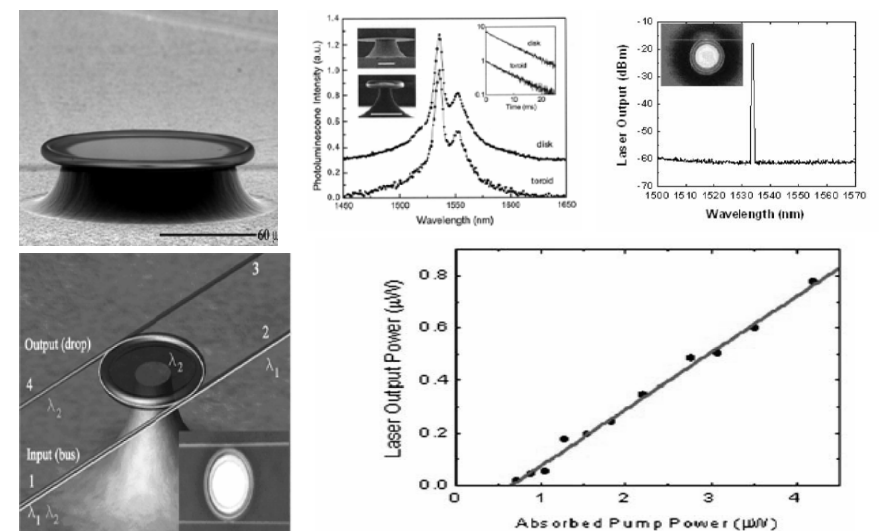 60 μ
Photoluminescene Intensity (a.u.)
1.4
1.2
1.0
0.8
0.6
0.4
0.2
0.0
10
1
0.1
disk
toroid
0
10
20
Time (ms)
disk
toroid
1450
1500
1550
1600
1650
Wavelength (nm)
Laser Output (dBm)
-10
-20
-30
-40
-50
-60
-70
1500
1510
1520
1530
1540
1550
1560
1570
Wavelength (nm)
3
2
Output (drop)
λ2
λ1
4
λ2
Input (bus)
1
λ1 λ2
Laser Output Power (μW)
0.8
0.6
0.4
0.2
0.0
0
1
2
3
4
Absorbed Pump Power (μW)